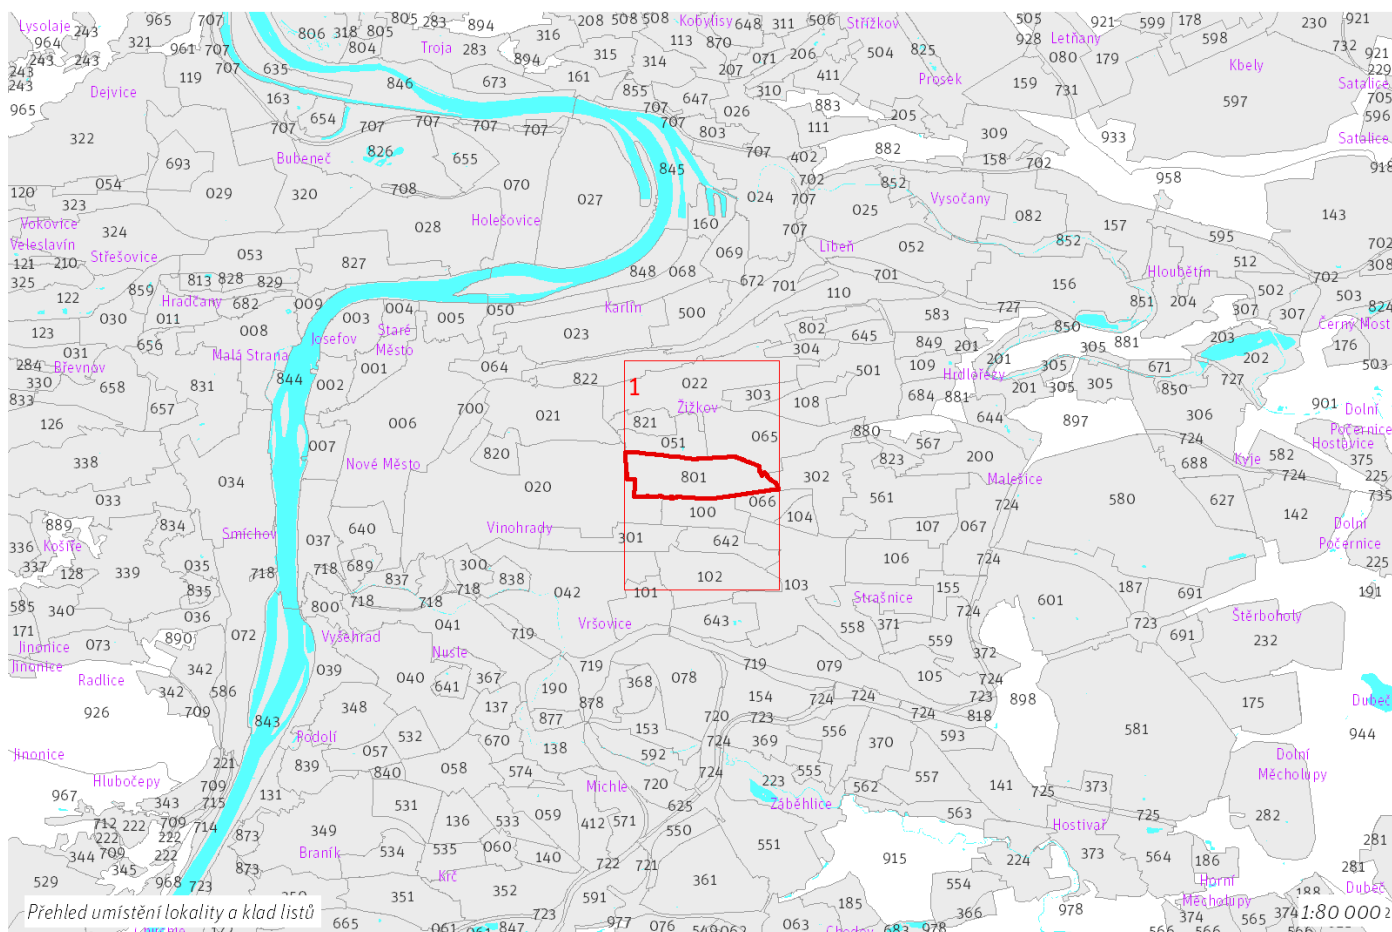 965 707 805 283 894 208 508 508 Kobylisy 648 311 506 Střížkov 505 921 599 178 230 921
Lysolaje 243 806 318 805 316 113 870 825 928 Letňany 598 732
964 321 961 707 804 Troja 283 894 315 314 071 206 504 080 179 921
243 243 707 635 207 Kbely 229
243 119 846 673 161 411 Prosek 159 731 Satalice
243 Dejvice 163 855 647 310 883 597 705
965 654 707 026 205 596
707 707 707 707 707 707 803 111 309 933 Satalice
322 826 655 707 402 882 158 702 918
693 Bubeneč 845 958
120 054 029 320 708 070 027 024 702 852 Vysočany
323 707 143
Vokovice 324 028 Holešovice 160 025 082 157
Veleslavín 053 707 Libeň 052 852 595 702
121 210 Střešovice 827 848 068 069 672 701 512 308
325 813 828 829 701 156 Hloubětín 702
122 859 Hradčany 682 009 004 050 Karlín 110 727 851 204 502 503 824
030 011 003 005 500 583 307 307
123 656 008 Josefov Staré Město 023 802 645 849 850 881 203 Černý Most
031 Malá Strana 001 064 304 201 305 202 176
284 Břevnov 844 822 022 501 109 Hrdlořezy 201 305 671 503
330 658 831 002 1 303 684 881 201 305 305 850 727
833 657 700 021 Žižkov 108 644 306 901 Dolní Počernice
126 006 821 065 880 897
007 051 567 724 Hostavice
338 Nové Město 820 801 302 823 200 Kyje 582 375
034 020 066 Malešice 688 724 225
033 561 724 580 627 142 735
889 834 640 100 104 107 067 Dolní Počernice
336 Košíře 035 Smíchov 037 Vinohrady 301 642 106 724
337 128 339 718 718 689 837 300 838 102 103 155 225
835 718 718 718 101 Strašnice 187 691 191
585 340 036 800 042 643 601 Štěrboholy
171 890 072 Vyšehrad 041 719 Vršovice 558 371 724 723 691 232
Jinonice 073 Nusle 559 372
Jinonice Radlice 342 039 040 367 719 719 079 105 724
342 586 641 190 368 078 154 724 724 723 898 175 Dubeč
926 709 348 137 878 720 723 724 818 944
843 877 153 556 593 581
Jinonice Podolí 532 670 138 592 724 369 370 Dolní Měcholupy
221 057 574 724 555 557
Hlubočepy 709 839 840 058 Michle 720 223 562 141 725 373
967 343 715 131 531 059 625 Záběhlice 563 725 282
712 222 709 714 349 136 533 412 571 550 Hostivař
222 222 873 535 060 551 281
344 709 222 Braník 534 140 722 721 915 224 373 564 186 281
345 873 Krč 361
529 968 723 351 352 591 554 Horní Měcholupy 188 Dubeč
Přehled umístění lokality a klad listů 723 185 366 978 374 374 1:80 000
665 061 847 977 076 063 978 565